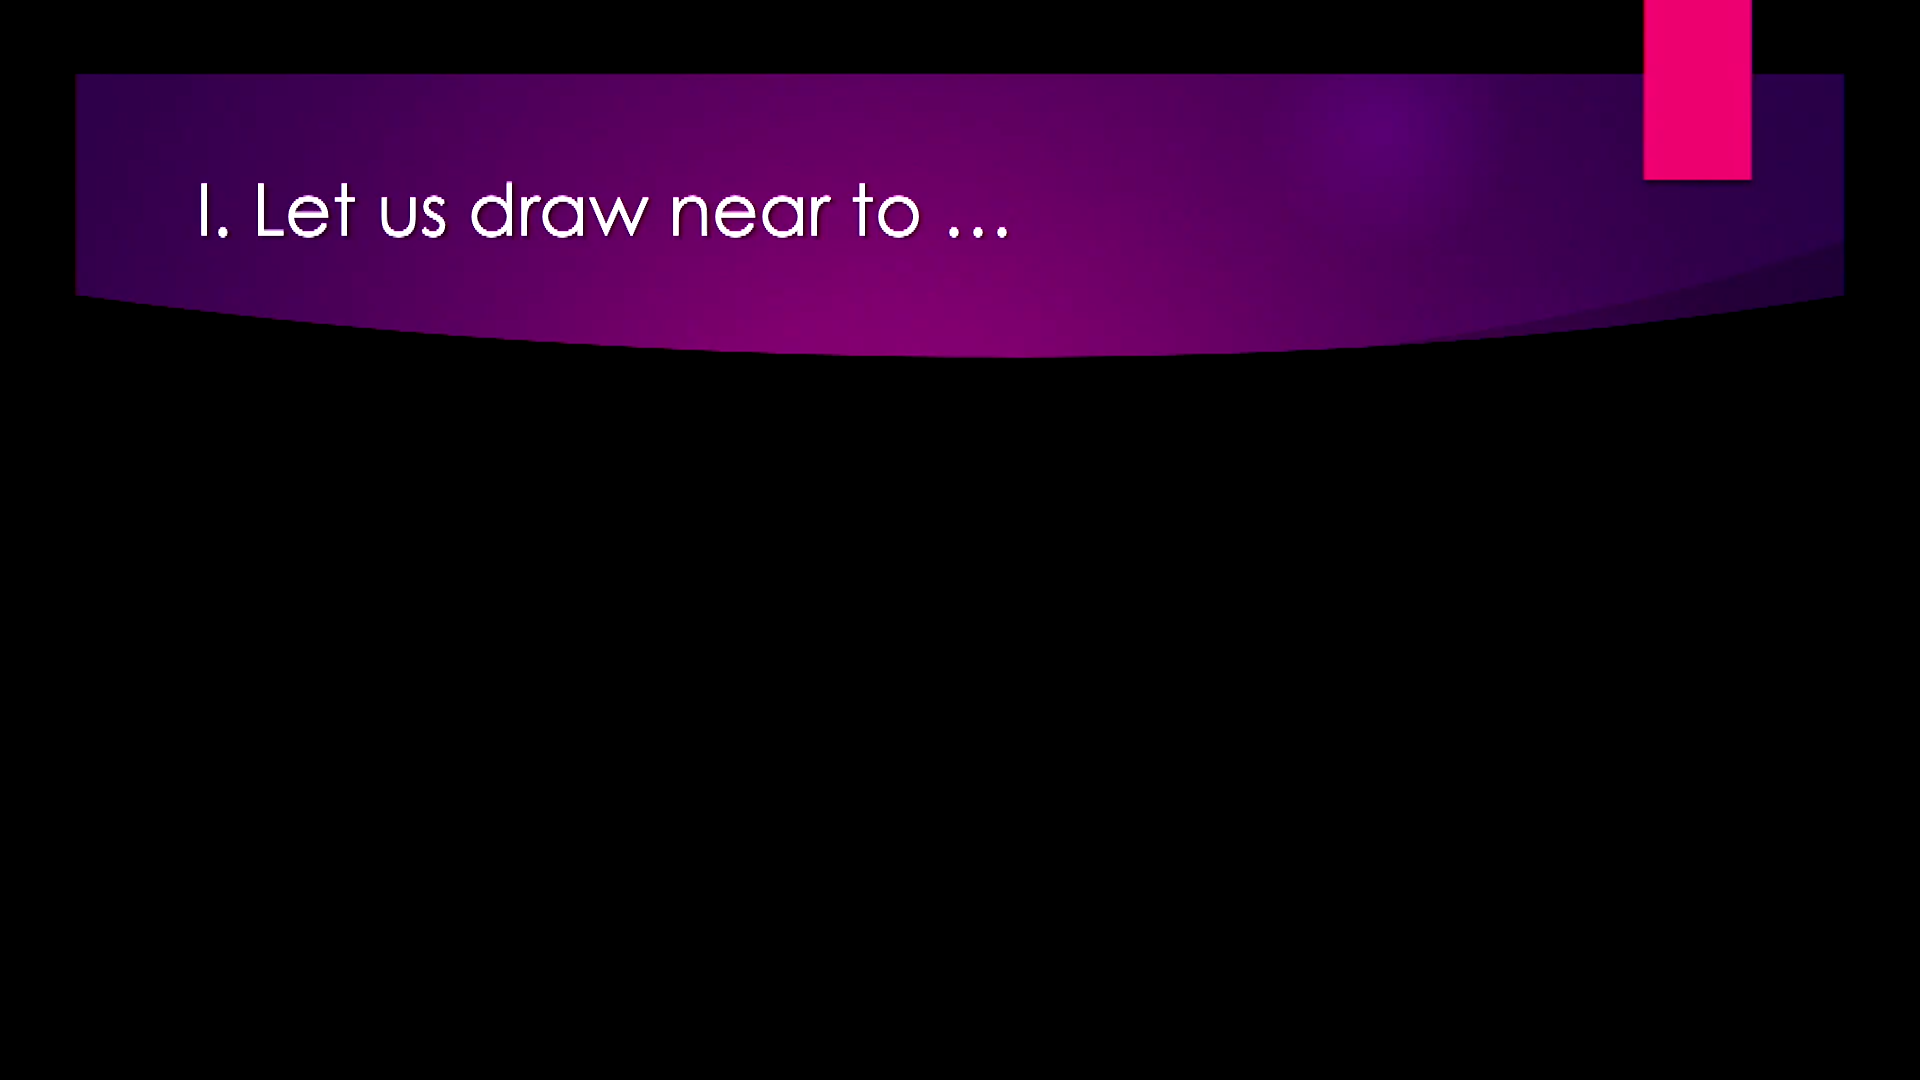 I. Let us draw near to …